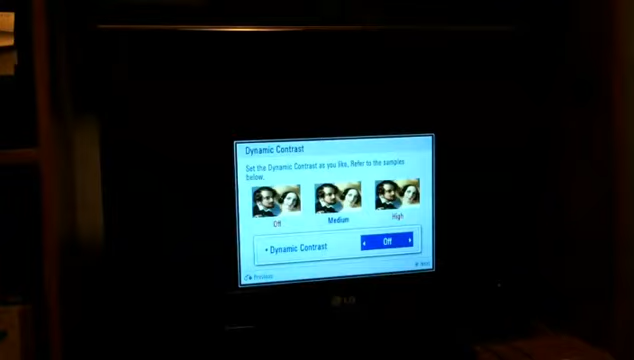 Dynamic Contrast
Set the Dynamic Contrast as you like. Refer to the samples
below.
Off
Medium
High
• Dynamic Contrast
Off
Previous
Next
LG